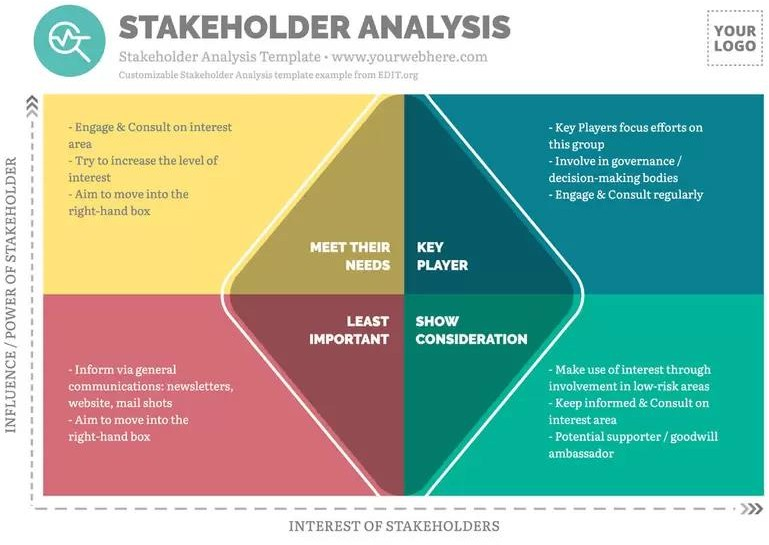 STAKEHOLDER ANALYSIS
Stakeholder Analysis Template • www.yourwebhere.com
Customizable Stakeholder Analysis template example from EDIT.org
YOUR
LOGO
INFLUENCE / POWER OF STAKEHOLDER
- Engage & Consult on interest
area
- Try to increase the level of
interest
- Aim to move into the
right-hand box
- Key Players focus efforts on
this group
- Involve in governance /
decision-making bodies
- Engage & Consult regularly
MEET THEIR
NEEDS
KEY
PLAYER
LEAST
IMPORTANT
SHOW
CONSIDERATION
- Inform via general
communications: newsletters,
website, mail shots
- Aim to move into the
right-hand box
- Make use of interest through
involvement in low-risk areas
- Keep informed & Consult on
interest area
- Potential supporter / goodwill
ambassador
INTEREST OF STAKEHOLDERS